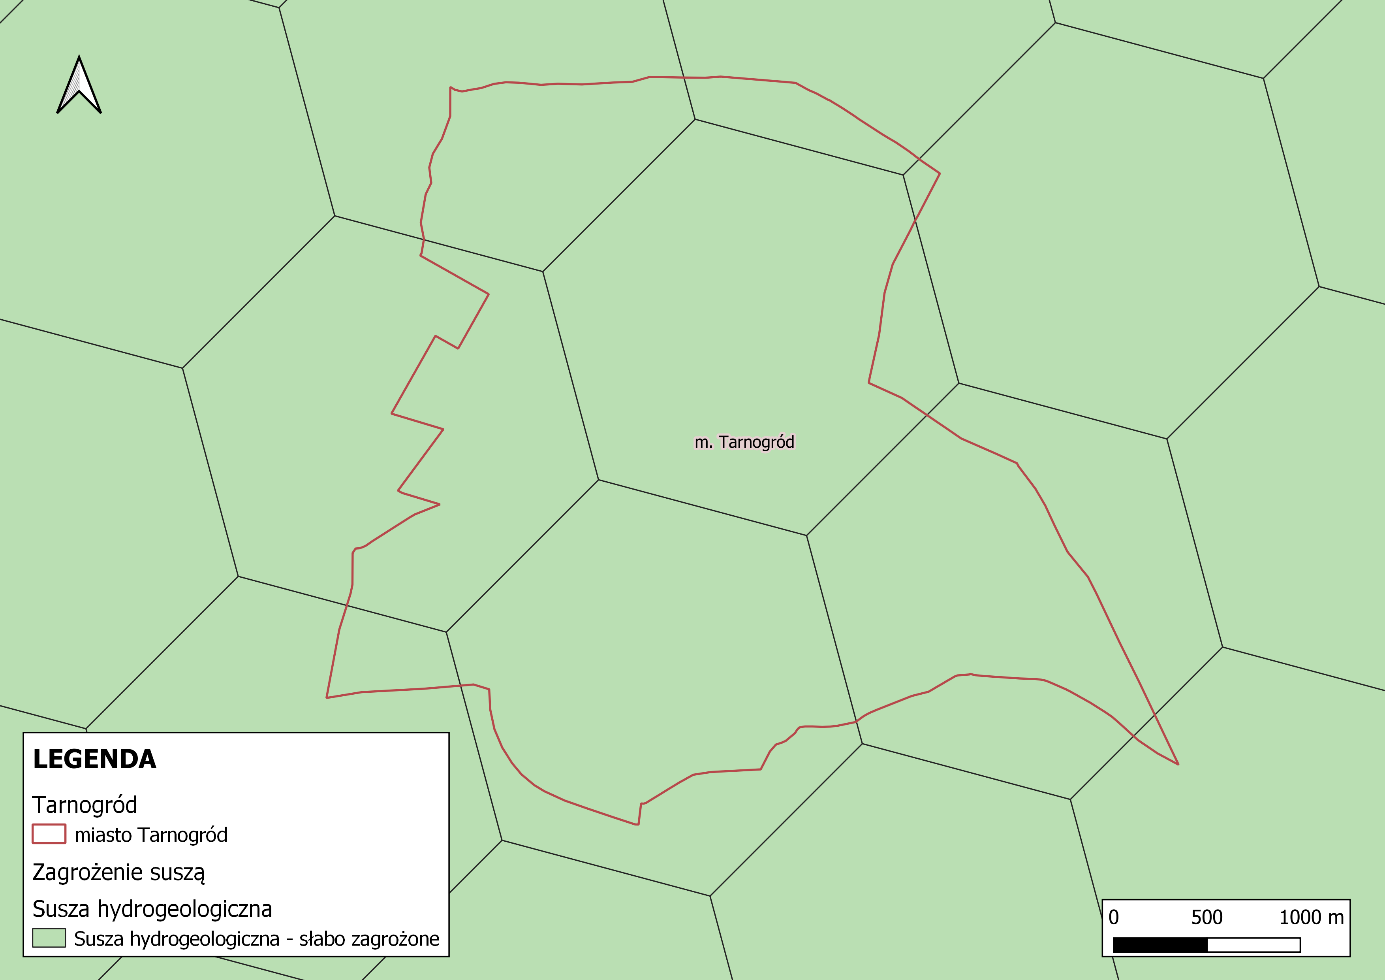 m. Tarnogród
LEGENDA
Tarnogród
miasto Tarnogród
Zagrożenie suszą
Susza hydrogeologiczna
Susza hydrogeologiczna - słabo zagrożone
0 500 1000 m